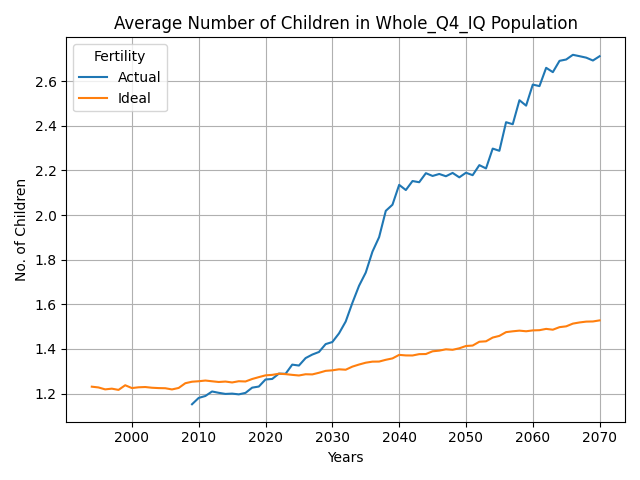 Average Number of Children in Whole_Q4_IQ Population
Fertility
Actual
Ideal
No. of Children
2.6
2.4
2.2
2.0
1.8
1.6
1.4
1.2
2000 2010 2020 2030 2040 2050 2060 2070
Years